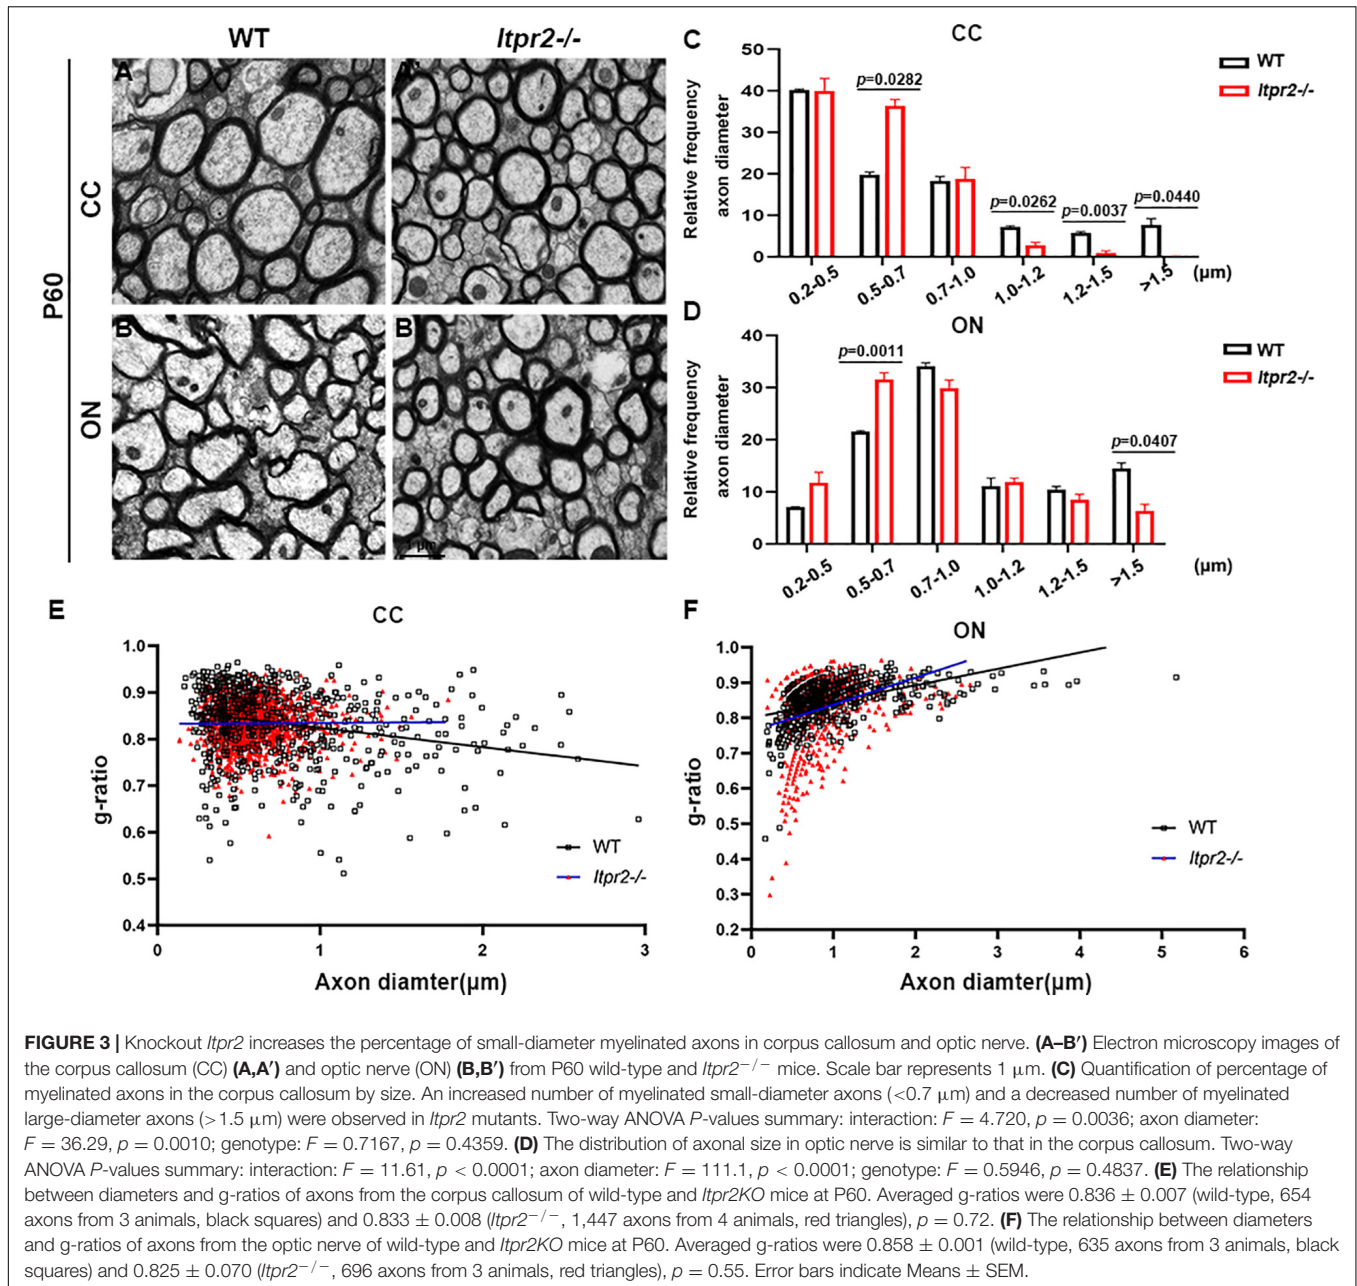 WT
Itpr2-/-
P60
CC
ON
A
A'
B
B'
1 µm
C
CC
50
40
30
20
10
0
Relative frequency
axon diameter
p=0.0282
p=0.0262
p=0.0037
p=0.0440
WT
Itpr2-/-
0.2-0.5
0.5-0.7
0.7-1.0
1.0-1.2
1.2-1.5
>1.5
(µm)
D
ON
40
30
20
10
0
Relative frequency
axon diameter
p=0.0011
p=0.0407
WT
Itpr2-/-
0.2-0.5
0.5-0.7
0.7-1.0
1.0-1.2
1.2-1.5
>1.5
(µm)
E
CC
1.0
0.9
0.8
0.7
0.6
0.5
0.4
g-ratio
WT
Itpr2-/-
0
1
2
3
Axon diamter(µm)
F
ON
1.0
0.9
0.8
0.7
0.6
0.5
0.4
0.3
0.2
g-ratio
WT
Itpr2-/-
0
1
2
3
4
5
6
Axon diamter(µm)
FIGURE 3 | Knockout Itpr2 increases the percentage of small-diameter myelinated axons in corpus callosum and optic nerve. (A–B′) Electron microscopy images of
the corpus callosum (CC) (A,A′) and optic nerve (ON) (B,B′) from P60 wild-type and Itpr2−/− mice. Scale bar represents 1 µm. (C) Quantification of percentage of
myelinated axons in the corpus callosum by size. An increased number of myelinated small-diameter axons (<0.7 µm) and a decreased number of myelinated
large-diameter axons (>1.5 µm) were observed in Itpr2 mutants. Two-way ANOVA P-values summary: interaction: F = 4.720, p = 0.0036; axon diameter:
F = 36.29, p = 0.0010; genotype: F = 0.7167, p = 0.4359. (D) The distribution of axonal size in optic nerve is similar to that in the corpus callosum. Two-way
ANOVA P-values summary: interaction: F = 11.61, p < 0.0001; axon diameter: F = 111.1, p < 0.0001; genotype: F = 0.5946, p = 0.4837. (E) The relationship
between diameters and g-ratios of axons from the corpus callosum of wild-type and Itpr2KO mice at P60. Averaged g-ratios were 0.836 ± 0.007 (wild-type, 654
axons from 3 animals, black squares) and 0.833 ± 0.008 (Itpr2−/−, 1,447 axons from 4 animals, red triangles), p = 0.72. (F) The relationship between diameters
and g-ratios of axons from the optic nerve of wild-type and Itpr2KO mice at P60. Averaged g-ratios were 0.858 ± 0.001 (wild-type, 635 axons from 3 animals, black
squares) and 0.825 ± 0.070 (Itpr2−/−, 696 axons from 3 animals, red triangles), p = 0.55. Error bars indicate Means ± SEM.